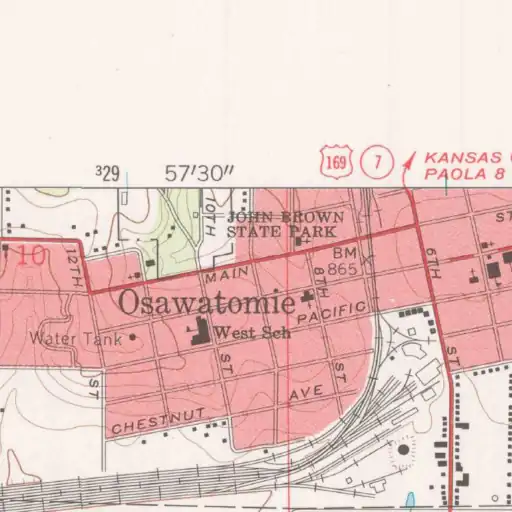 169 7 KANSAS
329 57'30" PAOLA 8
10TH
JOHN BROWN
STATE PARK
ST
10
12TH
MAIN
BM
865
8TH
6TH
Osawatomie
PACIFIC
Water Tank
West Sch
ST
ST
ST
ST
AVE
CHESTNUT